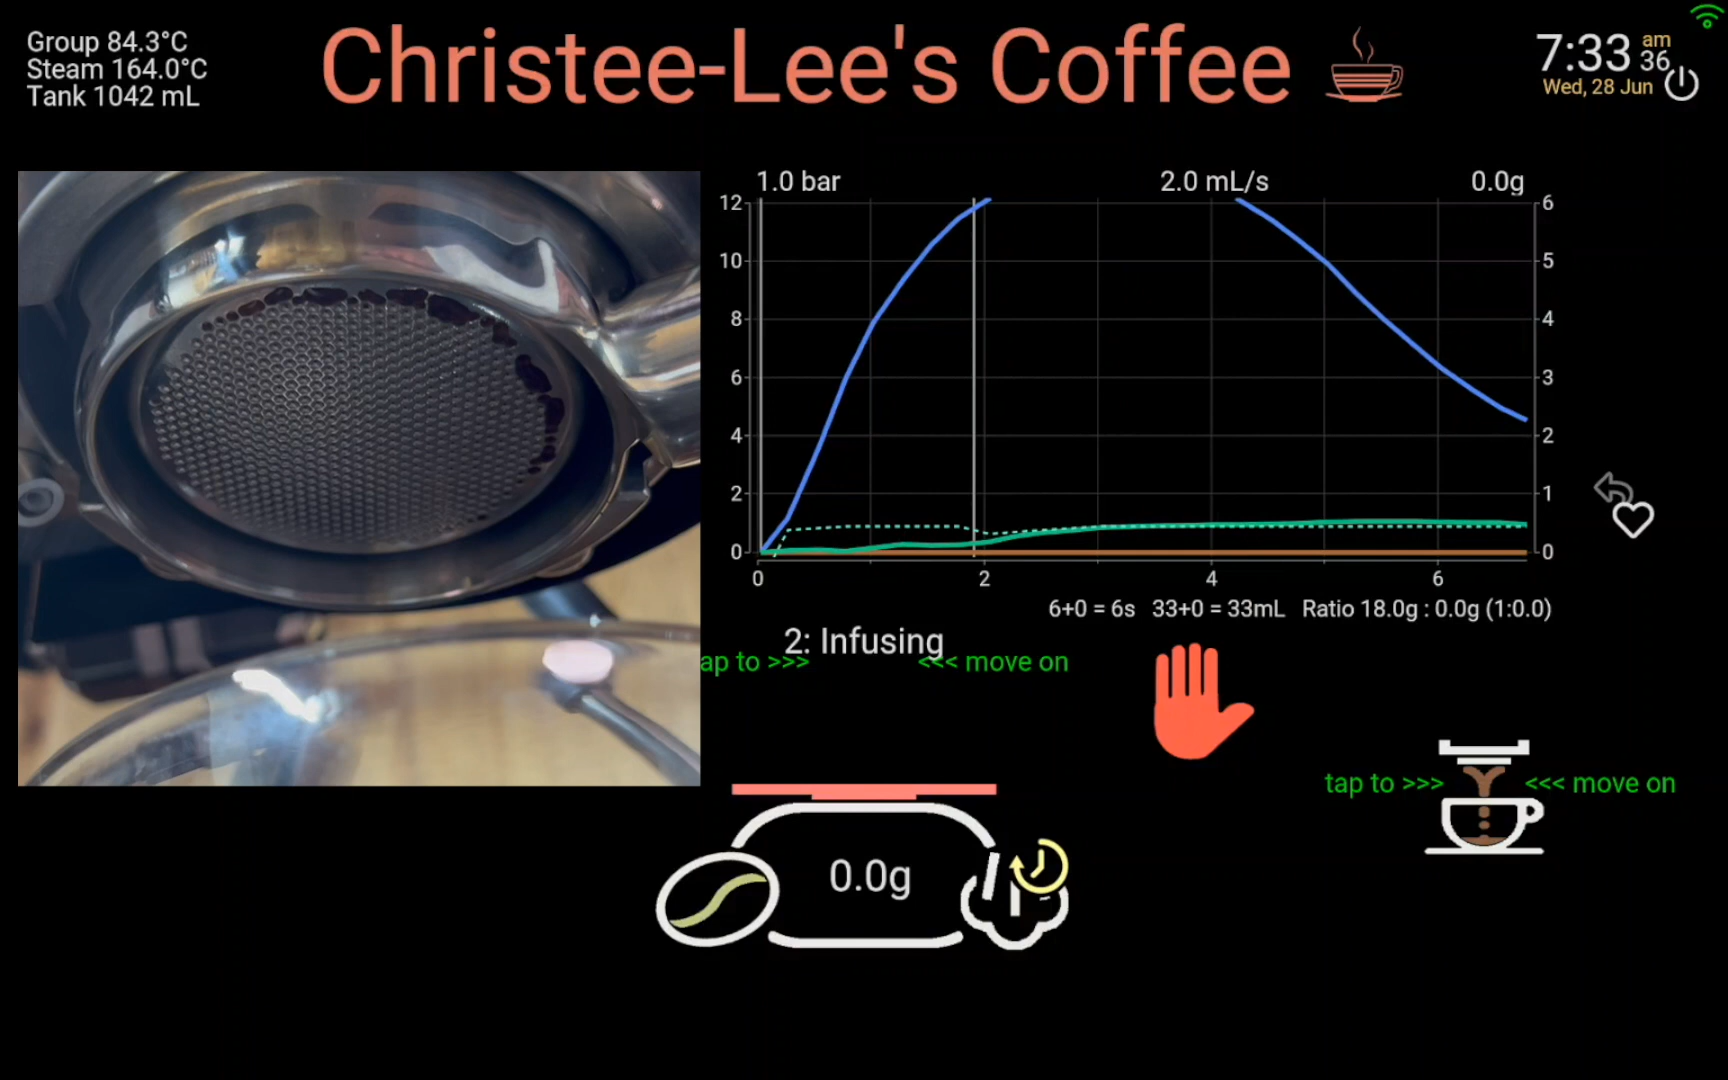 Group 84.3°C
Steam 164.0°C
Tank 1042 mL
Christee-Lee's Coffee
7:33 am 36
Wed, 28 Jun
1.0 bar 2.0 mL/s 0.0g
12 6
10 5
8 4
6 3
4 2
2 1
0 0
0 2 4 6
6+0 = 6s 33+0 = 33mL Ratio 18.0g : 0.0g (1:0.0)
2: Infusing
ap to >>> <<< move on
tap to >>> <<< move on
0.0g